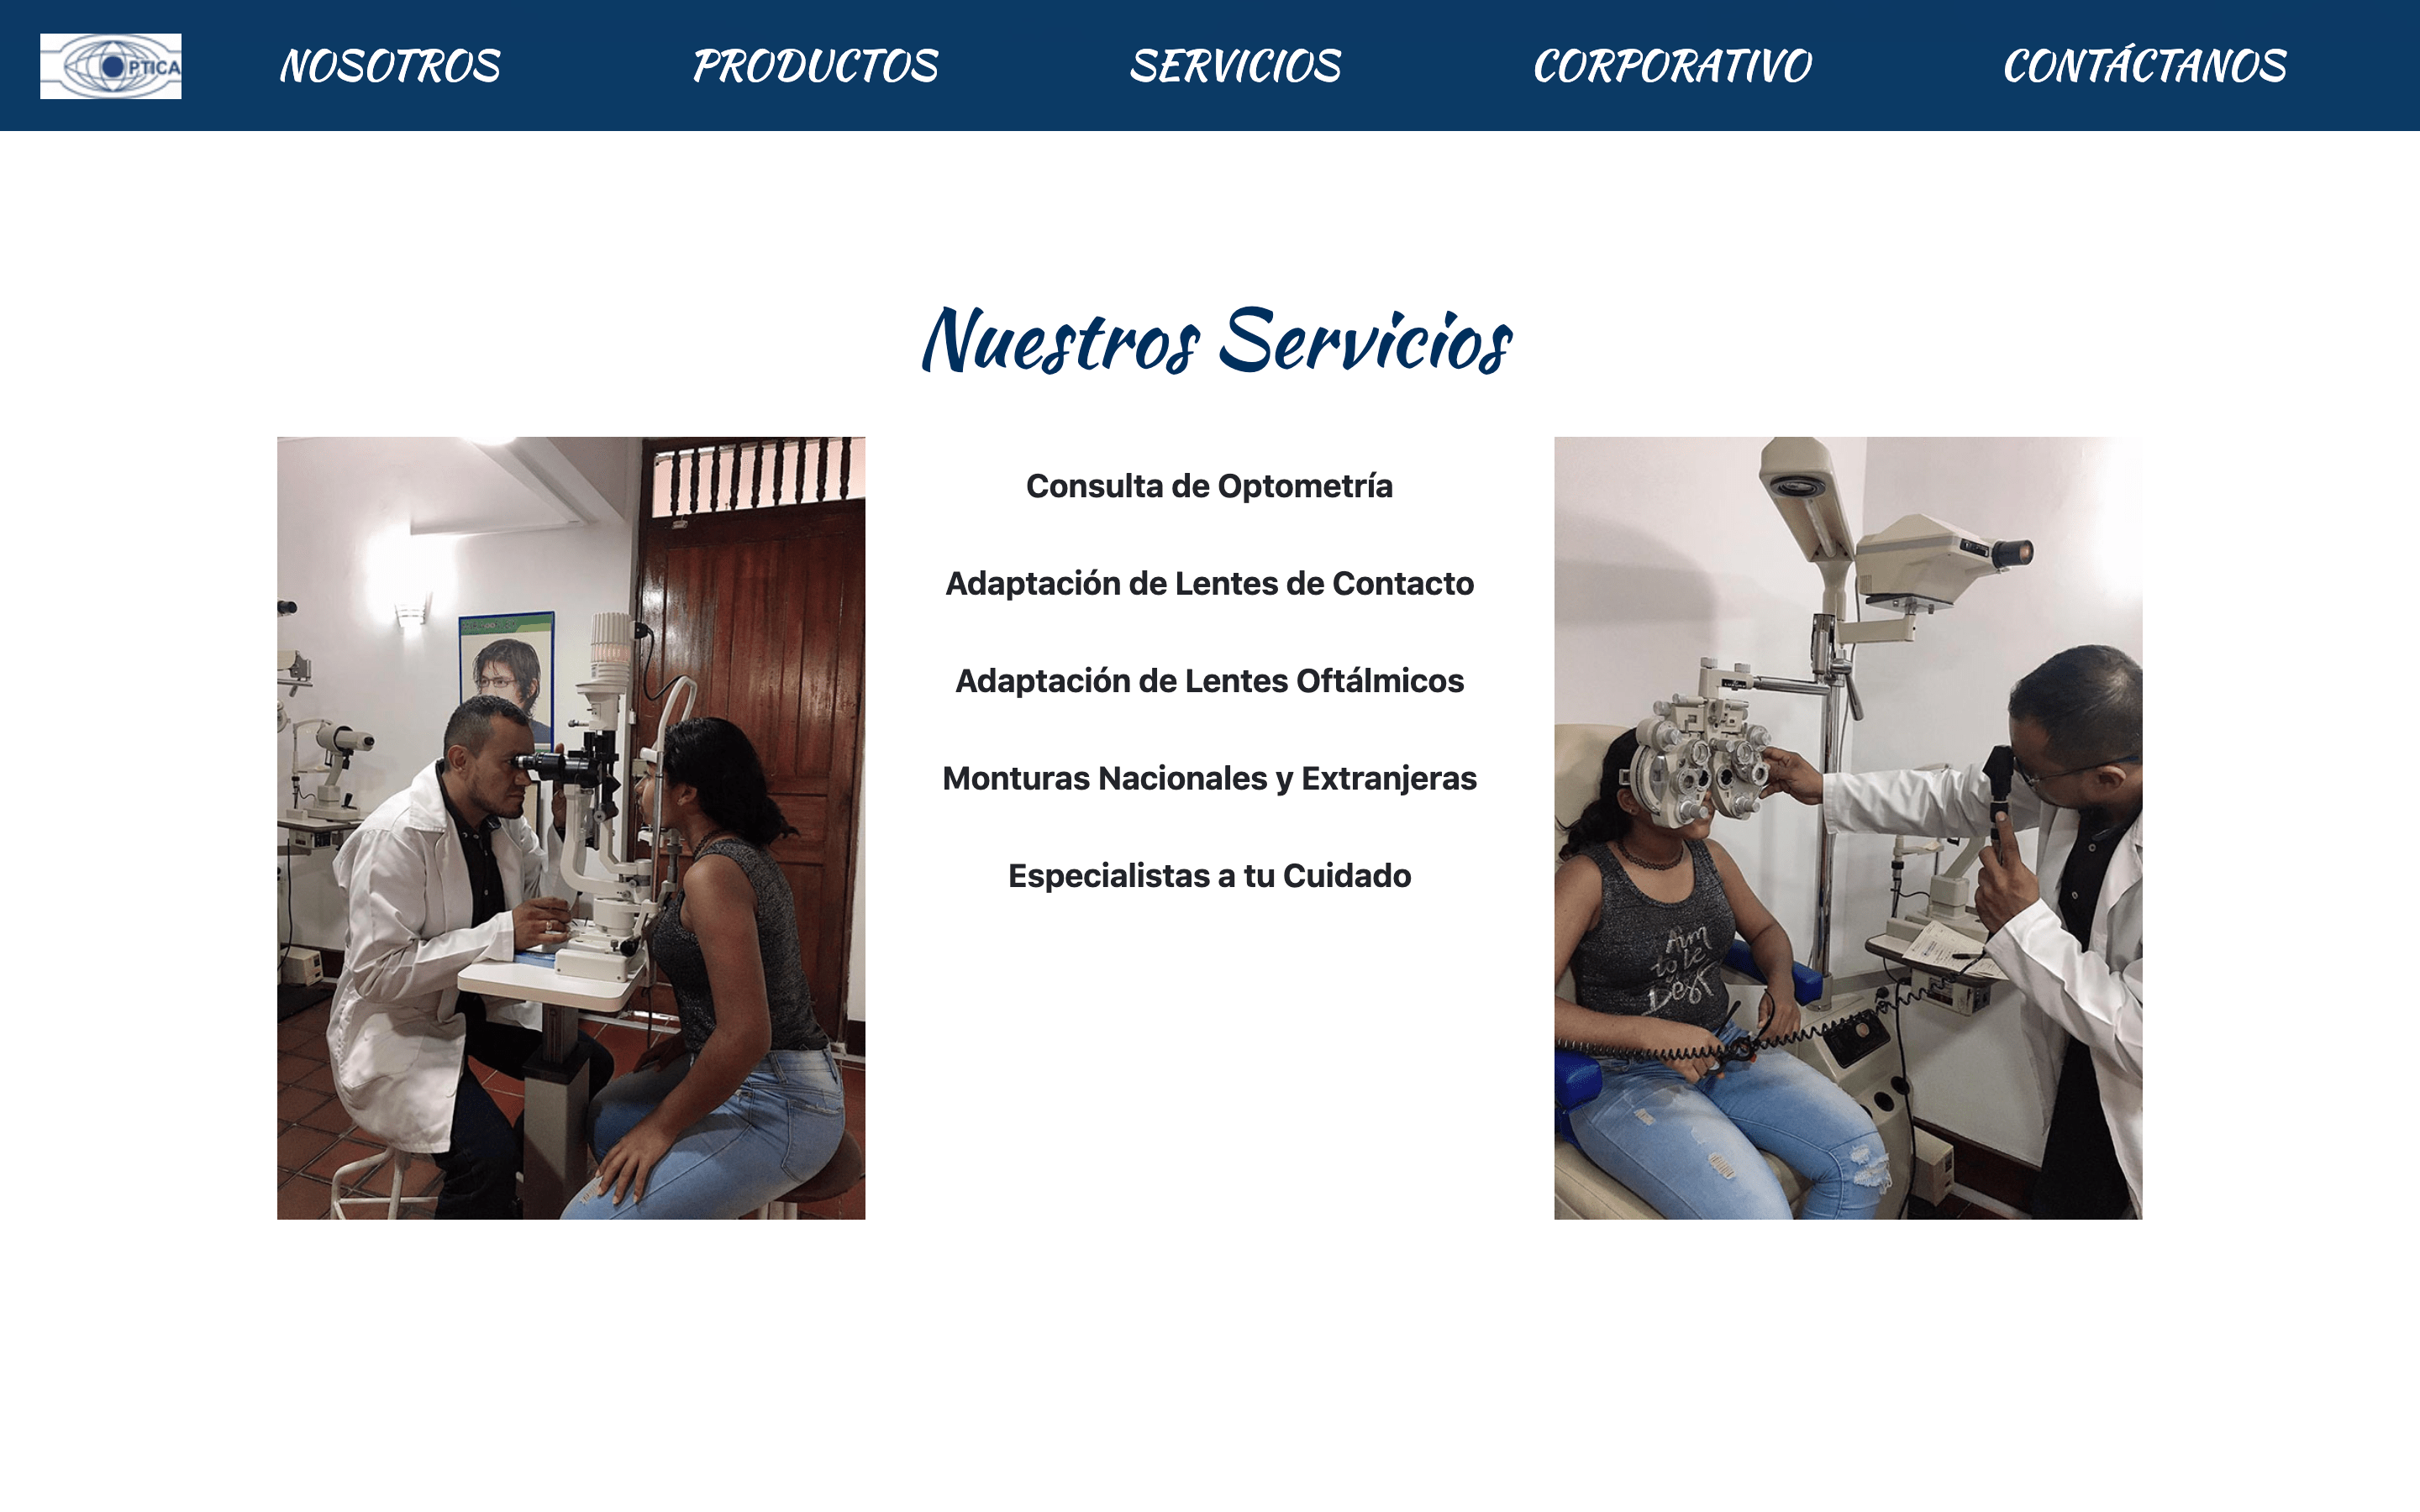 OPTICA
NOSOTROS
PRODUCTOS
SERVICIOS
CORPORATIVO
CONTÁCTANOS
Nuestros Servicios
Consulta de Optometría
Adaptación de Lentes de Contacto
Adaptación de Lentes Oftálmicos
Monturas Nacionales y Extranjeras
Especialistas a tu Cuidado
Aim
to be